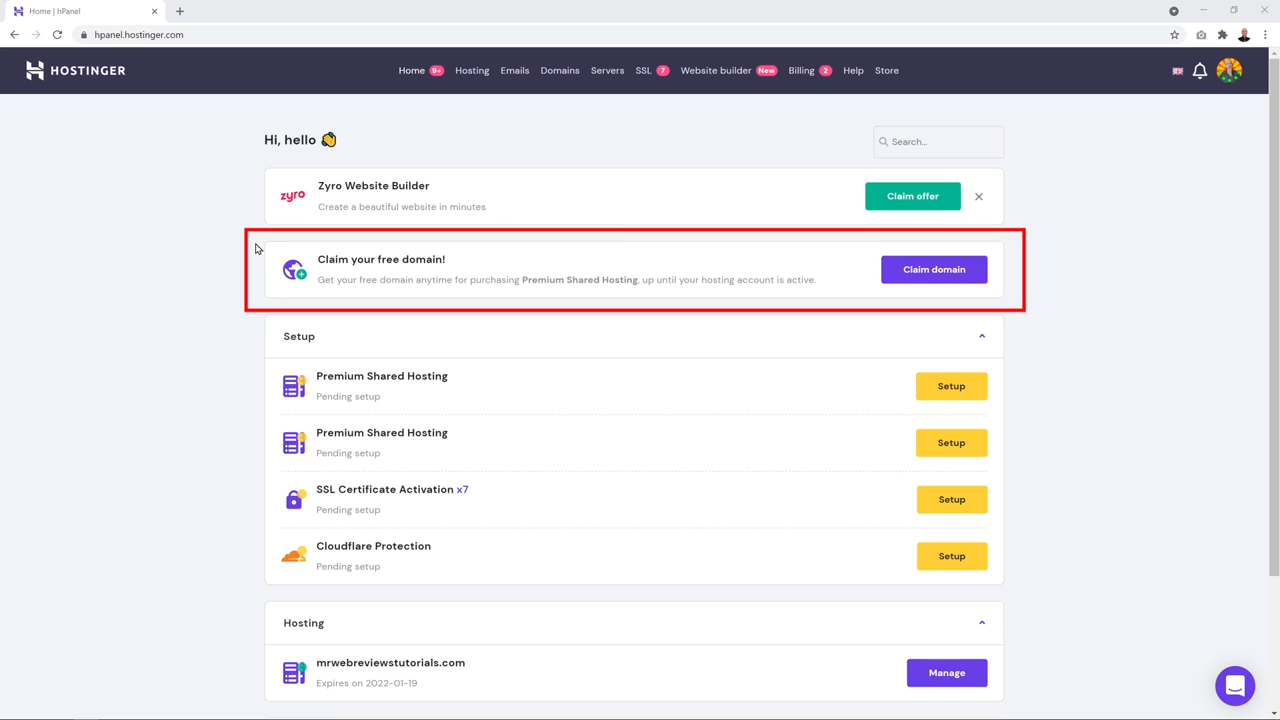 Home | hPanel
hpanel.hostinger.com
HOSTINGER
Home 9+ Hosting Emails Domains Servers SSL 7 Website builder New Billing 2 Help Store
Hi, hello
Search...
zyro
Zyro Website Builder
Create a beautiful website in minutes
Claim offer
Claim your free domain!
Get your free domain anytime for purchasing Premium Shared Hosting, up until your hosting account is active.
Claim domain
Setup
Premium Shared Hosting
Pending setup
Setup
Premium Shared Hosting
Pending setup
Setup
SSL Certificate Activation x7
Pending setup
Setup
Cloudflare Protection
Pending setup
Setup
Hosting
mrwebreviewstutorials.com
Expires on 2022-01-19
Manage